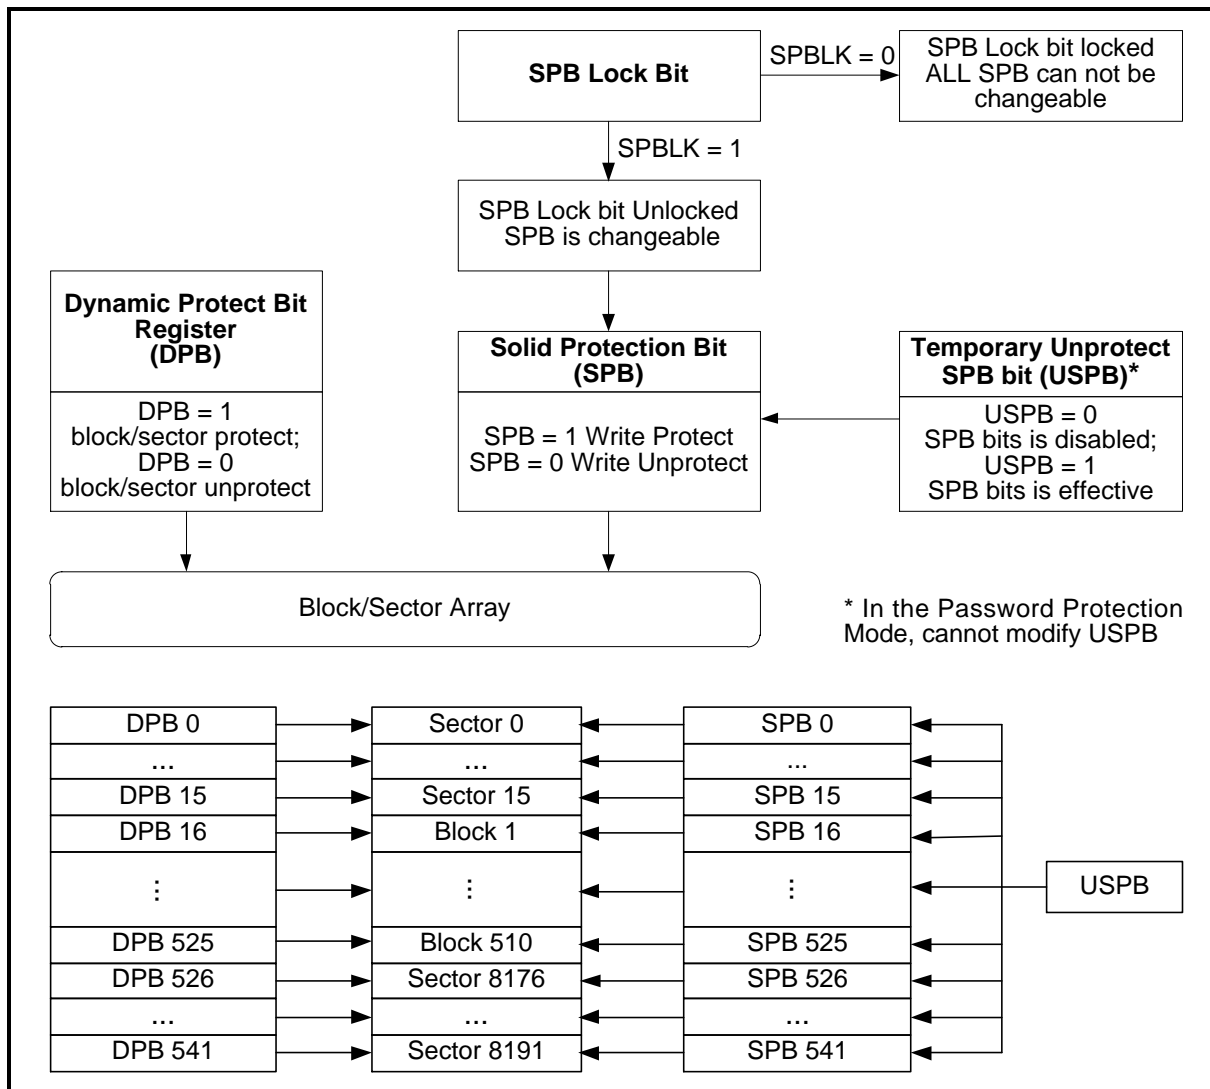 SPB Lock Bit
SPBLK = 0
SPB Lock bit locked
ALL SPB can not be
changeable
SPBLK = 1
SPB Lock bit Unlocked
SPB is changeable
Dynamic Protect Bit
Register
(DPB)
DPB = 1
block/sector protect;
DPB = 0
block/sector unprotect
Solid Protection Bit
(SPB)
SPB = 1 Write Protect
SPB = 0 Write Unprotect
Temporary Unprotect
SPB bit (USPB)*
USPB = 0
SPB bits is disabled;
USPB = 1
SPB bits is effective
Block/Sector Array
* In the Password Protection
Mode, cannot modify USPB
DPB 0 Sector 0 SPB 0
... ... ...
DPB 15 Sector 15 SPB 15
DPB 16 Block 1 SPB 16
⋮ ⋮ ⋮
USPB
DPB 525 Block 510 SPB 525
DPB 526 Sector 8176 SPB 526
... ... ...
DPB 541 Sector 8191 SPB 541